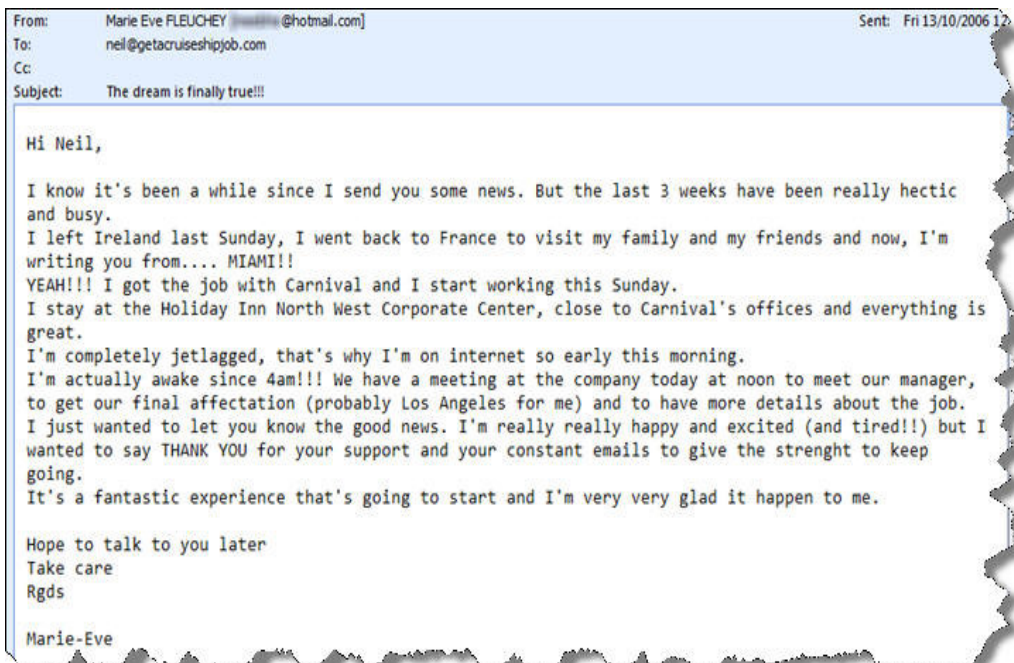 From: Marie Eve FLEUCHEY [ @hotmail.com] Sent: Fri 13/10/2006 12
To: neil@getacruiseshipjob.com
Cc:
Subject: The dream is finally true!!!
Hi Neil,
I know it's been a while since I send you some news. But the last 3 weeks have been really hectic
and busy.
I left Ireland last Sunday, I went back to France to visit my family and my friends and now, I'm
writing you from.... MIAMI!!
YEAH!!! I got the job with Carnival and I start working this Sunday.
I stay at the Holiday Inn North West Corporate Center, close to Carnival's offices and everything is
great.
I'm completely jetlagged, that's why I'm on internet so early this morning.
I'm actually awake since 4am!!! We have a meeting at the company today at noon to meet our manager,
to get our final affectation (probably Los Angeles for me) and to have more details about the job.
I just wanted to let you know the good news. I'm really really happy and excited (and tired!!) but I
wanted to say THANK YOU for your support and your constant emails to give the strenght to keep
going.
It's a fantastic experience that's going to start and I'm very very glad it happen to me.
Hope to talk to you later
Take care
Rgds
Marie-Eve